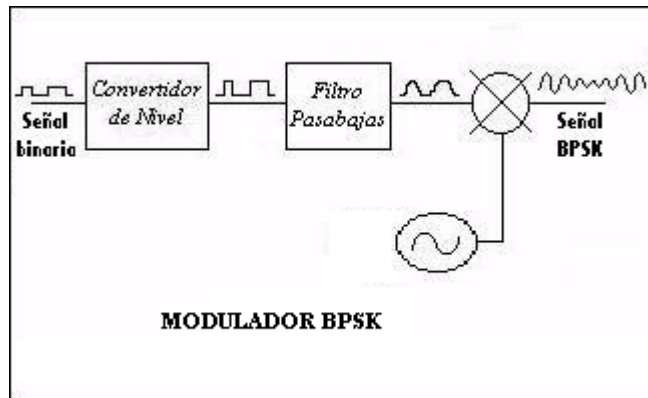 Convertidor
de Nivel
Filtro
Pasabajas
Señal
binaria
Señal
BPSK
MODULADOR BPSK